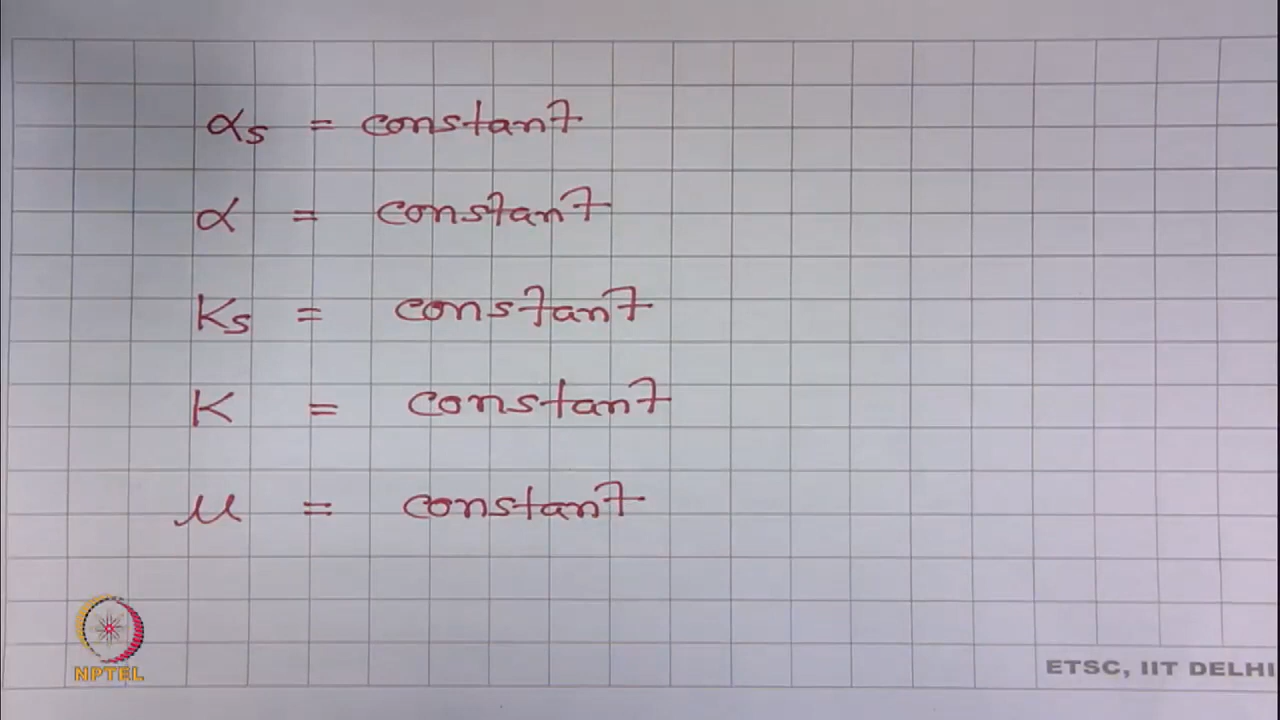 αs = constant
α = constant
Ks = constant
K = constant
μ = constant
NPTEL
ETSC, IIT DELHI